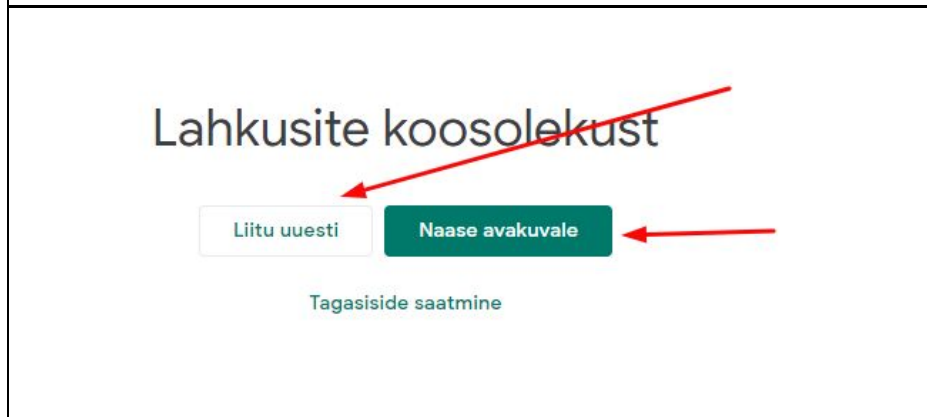 Lahkusite koosolekust
Liitu uuesti Naase avakuvale
Tagasiside saatmine